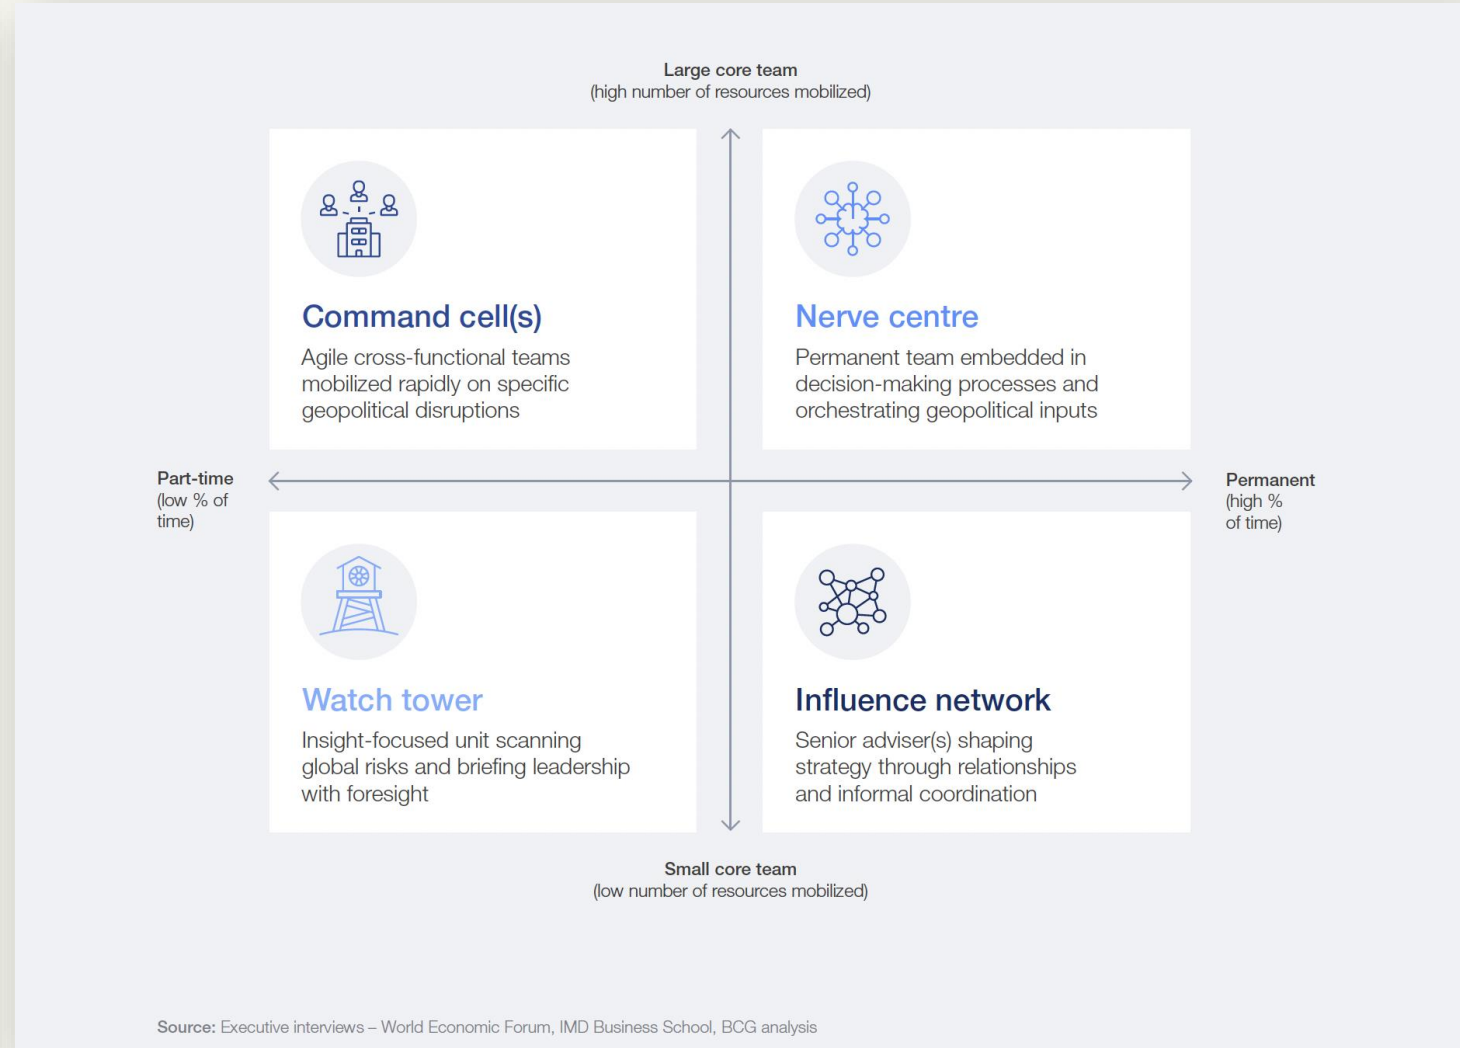 Large core team
(high number of resources mobilized)
Command cell(s)
Agile cross-functional teams
mobilized rapidly on specific
geopolitical disruptions
Nerve centre
Permanent team embedded in
decision-making processes and
orchestrating geopolitical inputs
Part-time
(low % of
time)
Permanent
(high %
of time)
Watch tower
Insight-focused unit scanning
global risks and briefing leadership
with foresight
Influence network
Senior adviser(s) shaping
strategy through relationships
and informal coordination
Small core team
(low number of resources mobilized)
Source: Executive interviews – World Economic Forum, IMD Business School, BCG analysis